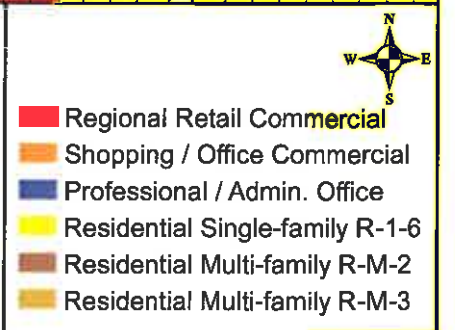 N
W E
S
Regional Retail Commercial
Shopping / Office Commercial
Professional / Admin. Office
Residential Single-family R-1-6
Residential Multi-family R-M-2
Residential Multi-family R-M-3